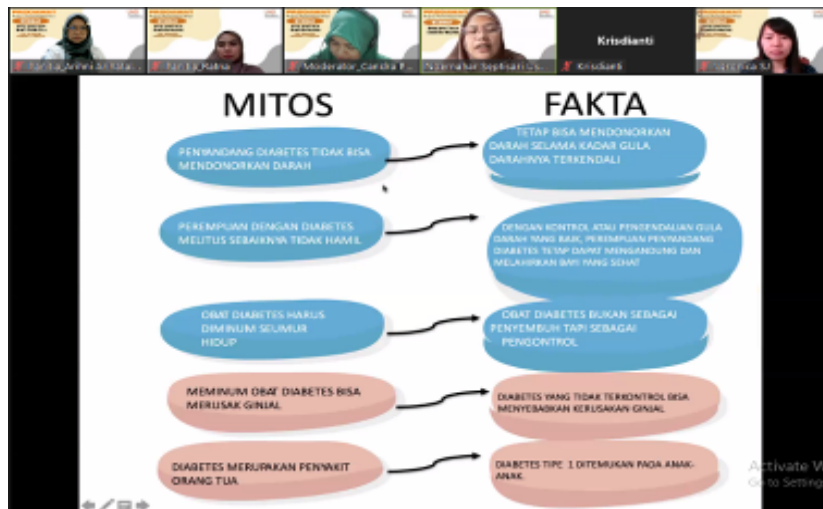 Krisdianti
Krisdianti
MITOS
FAKTA
PENYANDANG DIABETES TIDAK BISA
MENDONORKAN DARAH
TETAP BISA MENDONORKAN
DARAH SELAMA KADAR GULA
DARAHNYA TERKENDALI
PEREMPUAN DENGAN DIABETES
MELITUS SEBAIKNYA TIDAK HAMIL
DENGAN KONTROL ATAU PENGENDALIAN GULA
DARAH YANG BAIK, PEREMPUAN PENYANDANG
DIABETES TETAP DAPAT MENGANDUNG DAN
MELAHIRKAN BAYI YANG SEHAT
OBAT DIABETES HARUS
DIMINUM SEUMUR
HIDUP
OBAT DIABETES BUKAN SEBAGAI
PENYEMBUH TAPI SEBAGAI
PENGONTROL
MEMINUM OBAT DIABETES BISA
MERUSAK GINJAL
DIABETES YANG TIDAK TERKONTROL BISA
MENYEBABKAN KERUSAKAN GINJAL
DIABETES MERUPAKAN PENYAKIT
ORANG TUA
DIABETES TIPE 1 DITEMUKAN PADA ANAK-
ANAK.
Activate W
Go to Setting